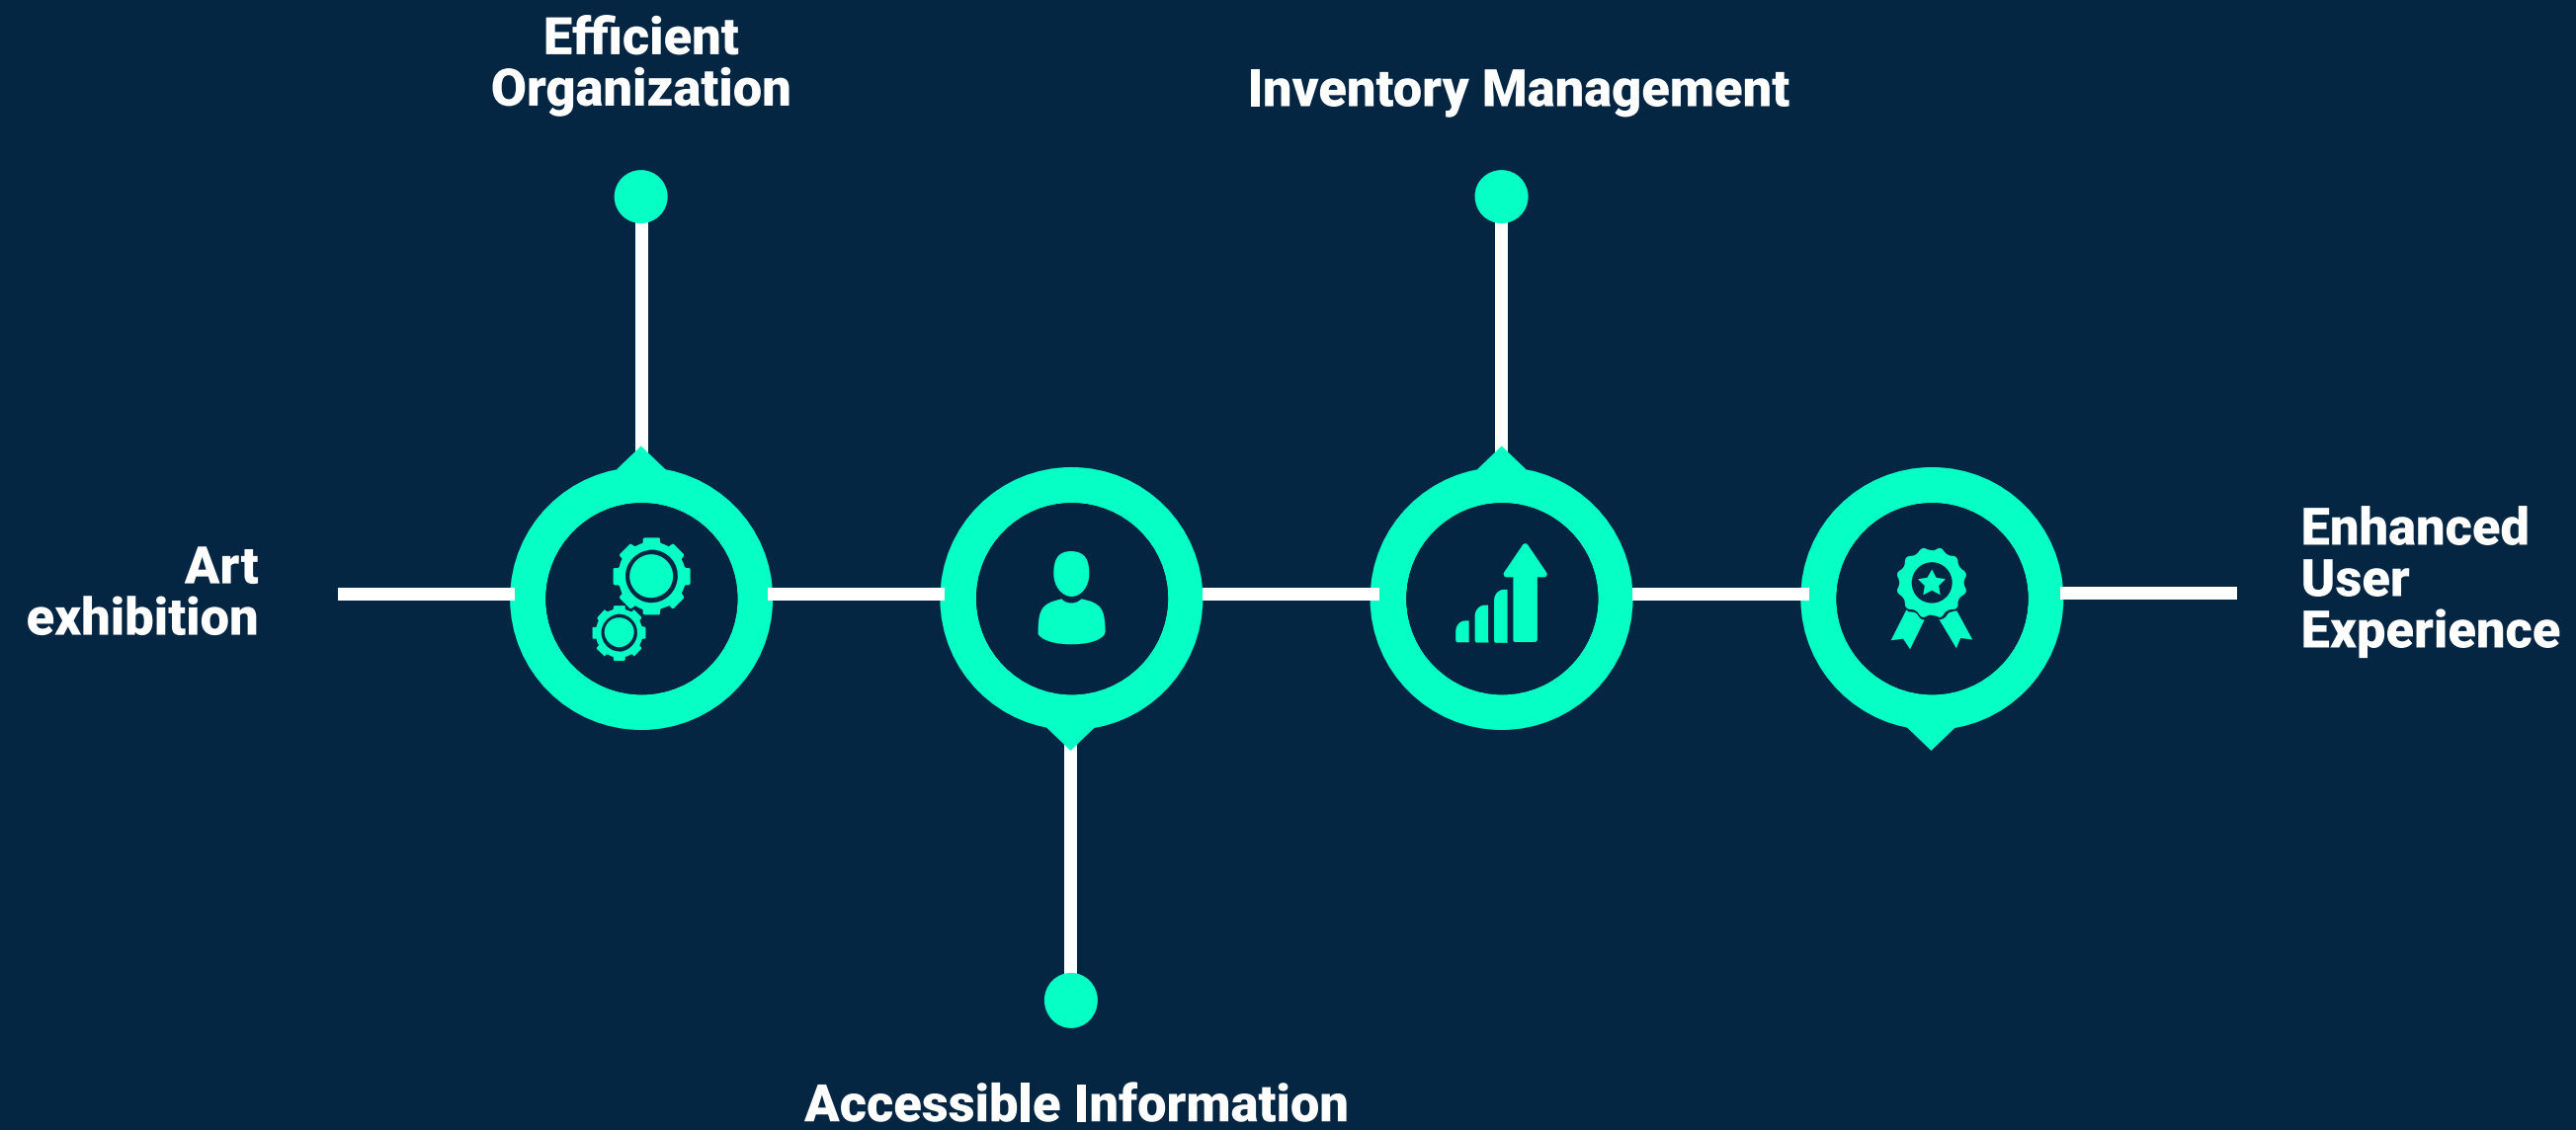 Efficient
Organization
Inventory Management
Art
exhibition
Enhanced
User
Experience
Accessible Information